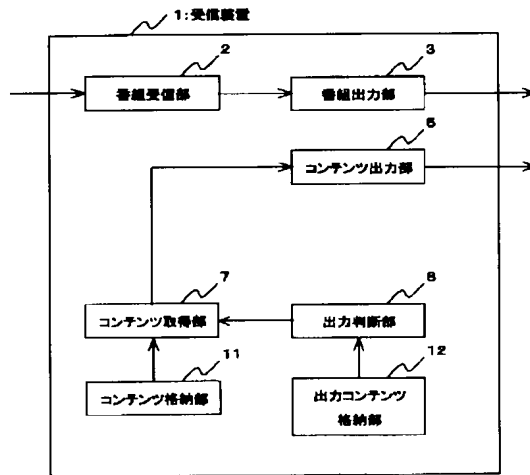 1:受信装置
2
3
番組受信部
番組出力部
5
コンテンツ出力部
7
8
コンテンツ取得部
出力判断部
11
12
コンテンツ格納部
出力コンテンツ
格納部